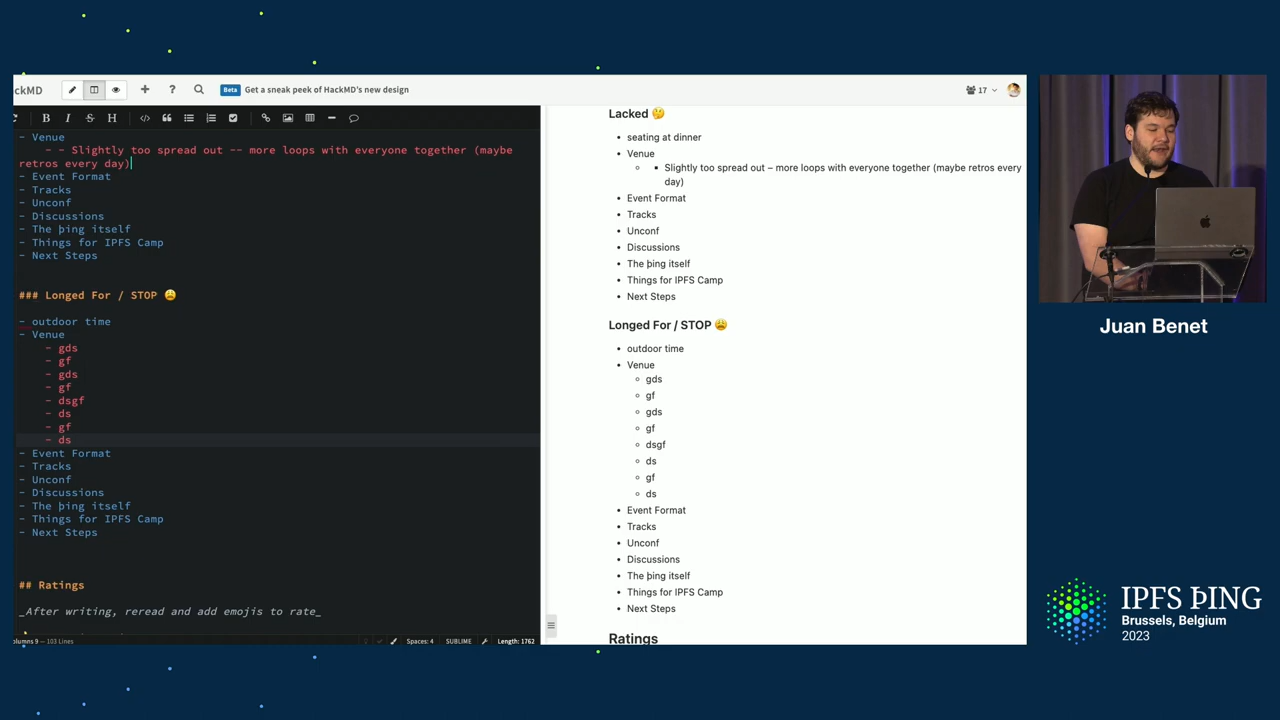 ckMD
Beta Get a sneak peek of HackMD's new design
17
- Venue
- - Slightly too spread out -- more loops with everyone together (maybe
retros every day)
- Event Format
- Tracks
- Unconf
- Discussions
- The þing itself
- Things for IPFS Camp
- Next Steps
### Longed For / STOP 😩
- outdoor time
- Venue
- gds
- gf
- gds
- gf
- dsgf
- ds
- gf
- ds
- Event Format
- Tracks
- Unconf
- Discussions
- The þing itself
- Things for IPFS Camp
- Next Steps
## Ratings
_After writing, reread and add emojis to rate_
olumns 9 — 103 Lines
Spaces: 4
SUBLIME
Length: 1762
Lacked 🤔
seating at dinner
Venue
Slightly too spread out – more loops with everyone together (maybe retros every
day)
Event Format
Tracks
Unconf
Discussions
The þing itself
Things for IPFS Camp
Next Steps
Longed For / STOP 😩
outdoor time
Venue
gds
gf
gds
gf
dsgf
ds
gf
ds
Event Format
Tracks
Unconf
Discussions
The þing itself
Things for IPFS Camp
Next Steps
Ratings
Juan Benet
IPFS ÞING
Brussels, Belgium
2023